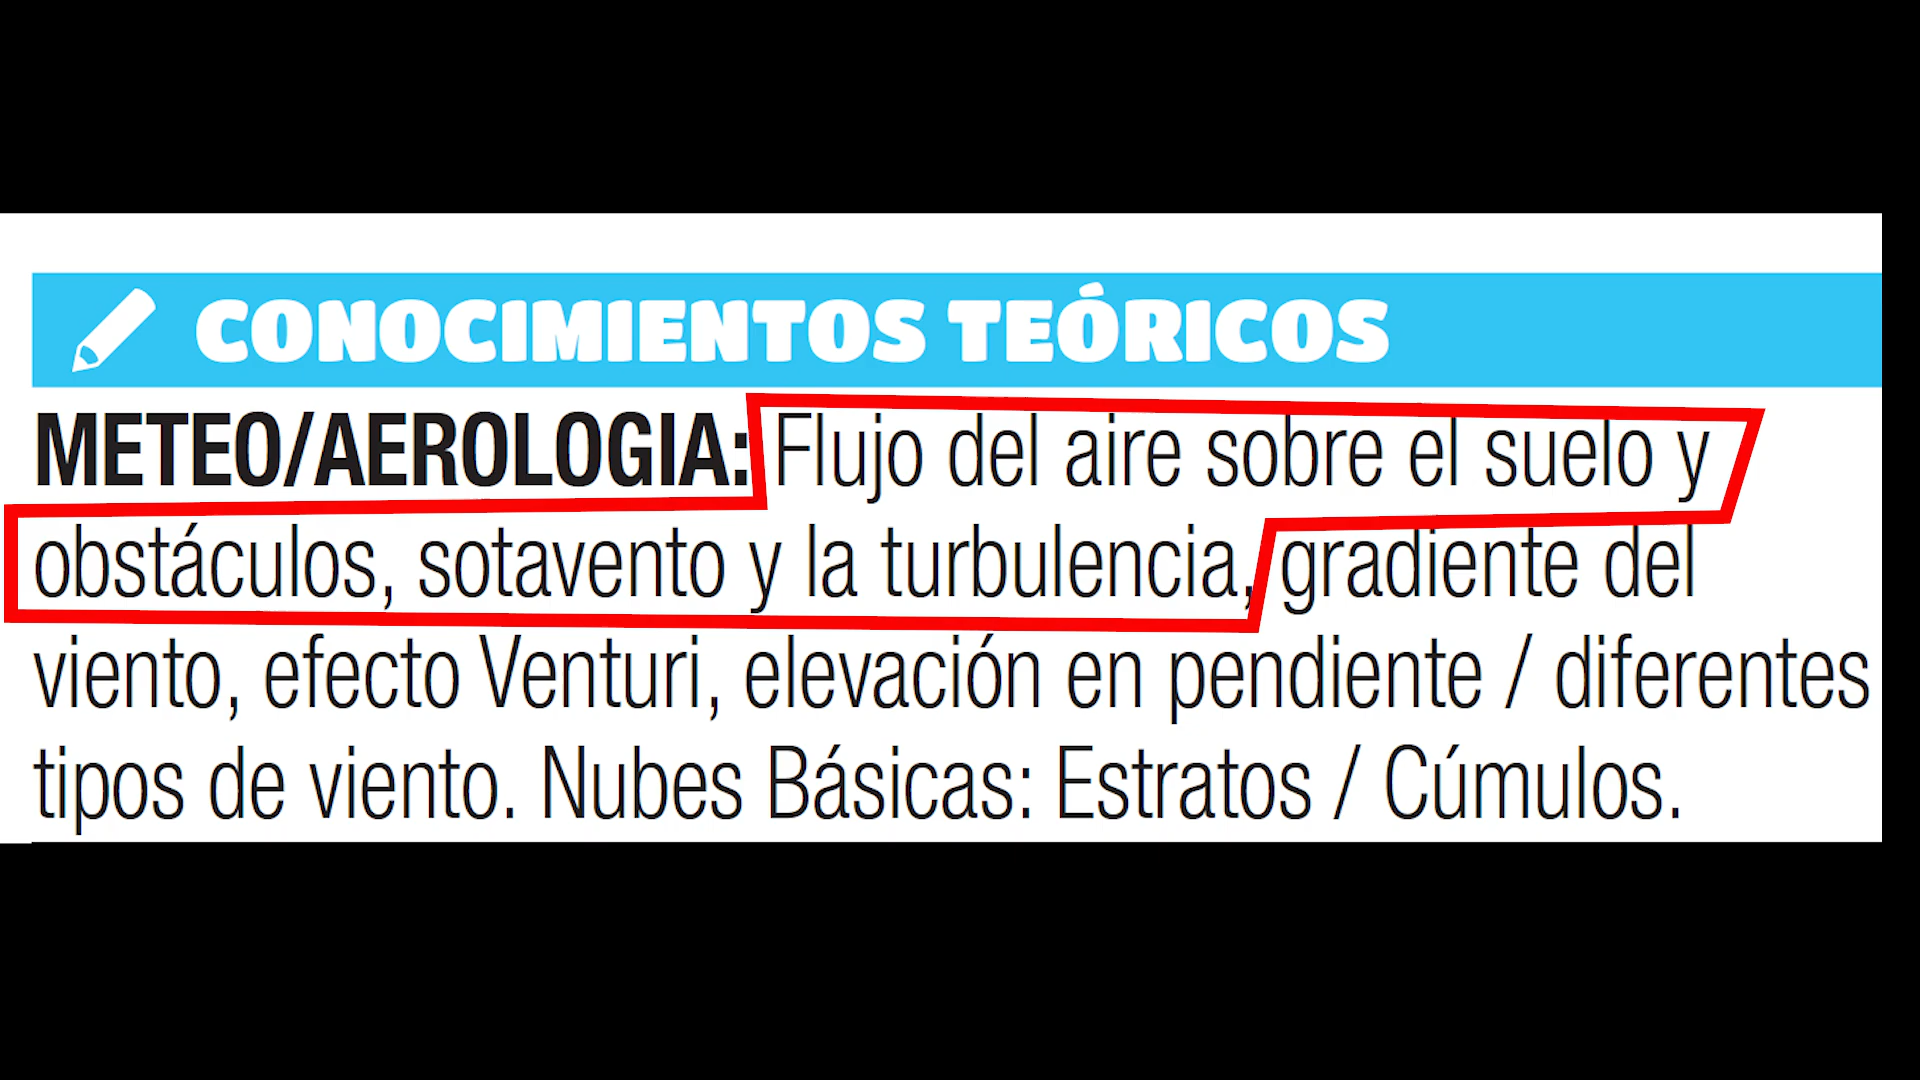 CONOCIMIENTOS TEÓRICOS
METEO/AEROLOGIA: Flujo del aire sobre el suelo y
obstáculos, sotavento y la turbulencia, gradiente del
viento, efecto Venturi, elevación en pendiente / diferentes
tipos de viento. Nubes Básicas: Estratos / Cúmulos.